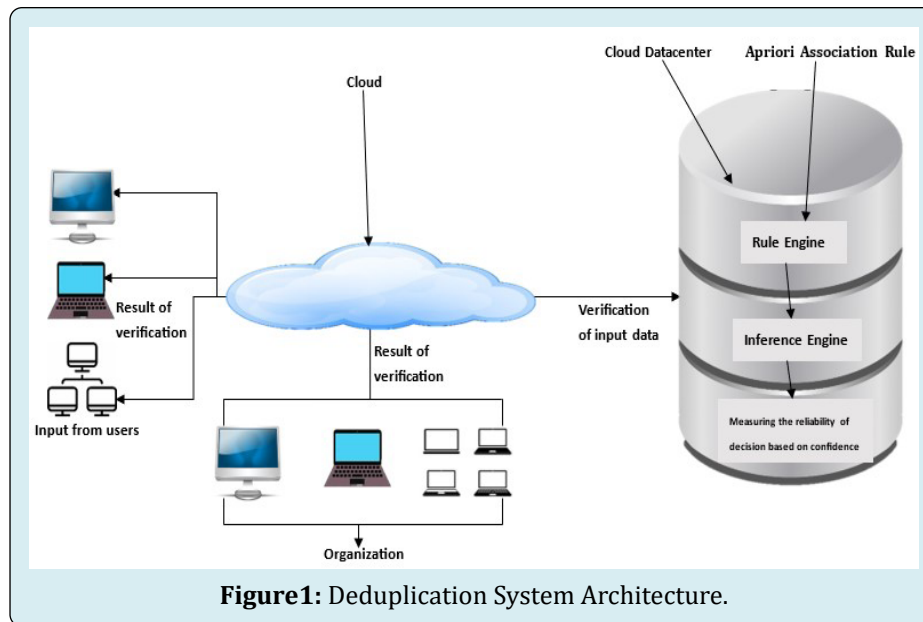 Cloud Datacenter
Apriori Association Rule
Cloud
Rule Engine
Result of
verification
Verification
of input data
Inference Engine
Result of
verification
Input from users
Measuring the reliability of
decision based on confidence
Organization
Figure1: Deduplication System Architecture.